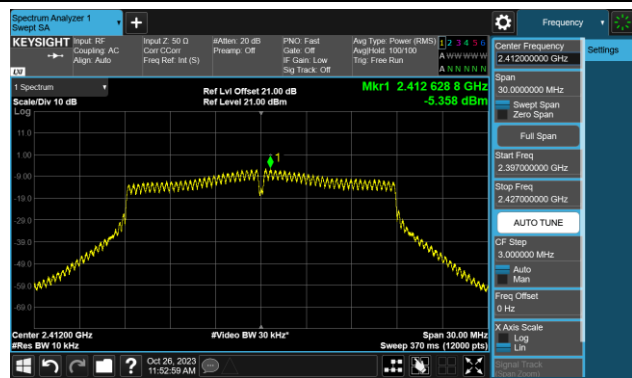 Spectrum Analyzer 1
Swept SA
+
Frequency
KEYSIGHT
Input: RF
Coupling: AC
Align: Auto
Input Z: 50 Ω
Corr CCorr
Freq Ref: Int (S)
#Atten: 20 dB
Preamp: Off
PNO: Fast
Gate: Off
IF Gain: Low
Sig Track: Off
Avg Type: Power (RMS)
Avg|Hold: 100/100
Trig: Free Run
1 2 3 4 5 6
A W W W W W
A N N N N N
LXI
1 Spectrum
Scale/Div 10 dB
Log
Ref Lvl Offset 21.00 dB
Ref Level 21.00 dBm
Mkr1 2.412 628 8 GHz
-5.358 dBm
11.0
1.00
-9.00
-19.0
-29.0
-39.0
-49.0
-59.0
-69.0
1
Center 2.41200 GHz
#Res BW 10 kHz
#Video BW 30 kHz*
Span 30.00 MHz
Sweep 370 ms (12000 pts)
Oct 26, 2023
11:52:59 AM
?
Center Frequency
2.412000000 GHz
Settings
Span
30.0000000 MHz
Swept Span
Zero Span
Full Span
Start Freq
2.397000000 GHz
Stop Freq
2.427000000 GHz
AUTO TUNE
CF Step
3.000000 MHz
Auto
Man
Freq Offset
0 Hz
X Axis Scale
Log
Lin
Signal Track
(Span Zoom)